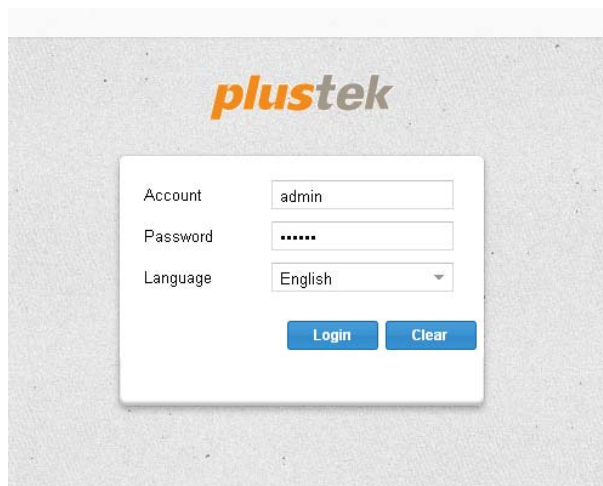 plustek
Account admin
Password ••••••
Language English
Login Clear